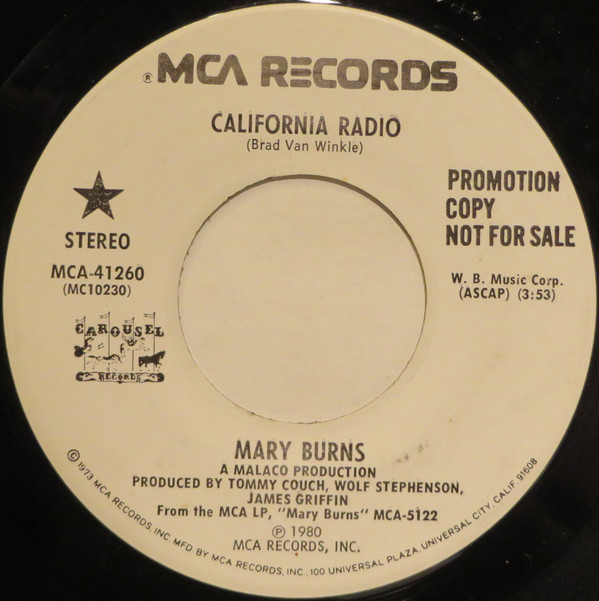 ® MCA RECORDS
CALIFORNIA RADIO
(Brad Van Winkle)
STEREO
MCA-41260
(MC10230)
CAROUSEL
RECORDS
PROMOTION
COPY
NOT FOR SALE
W. B. Music Corp.
(ASCAP) (3:53)
MARY BURNS
A MALACO PRODUCTION
PRODUCED BY TOMMY COUCH, WOLF STEPHENSON,
JAMES GRIFFIN
From the MCA LP, "Mary Burns" MCA-5122
℗ 1980
MCA RECORDS, INC.
© 1973 MCA RECORDS, INC. MFD BY MCA RECORDS, INC., 100 UNIVERSAL PLAZA, UNIVERSAL CITY, CALIF. 91608